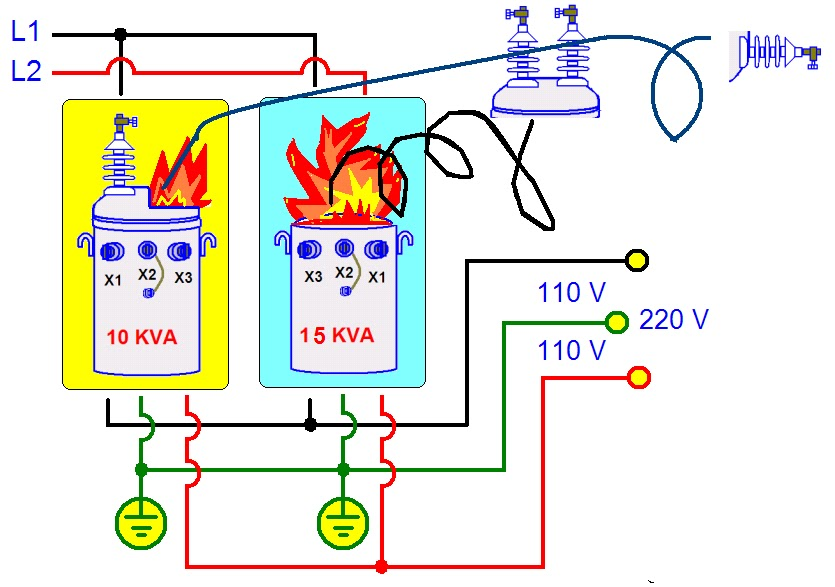 L1
L2
X1 X2 X3
X3 X2 X1
10 KVA
15 KVA
110 V
220 V
110 V